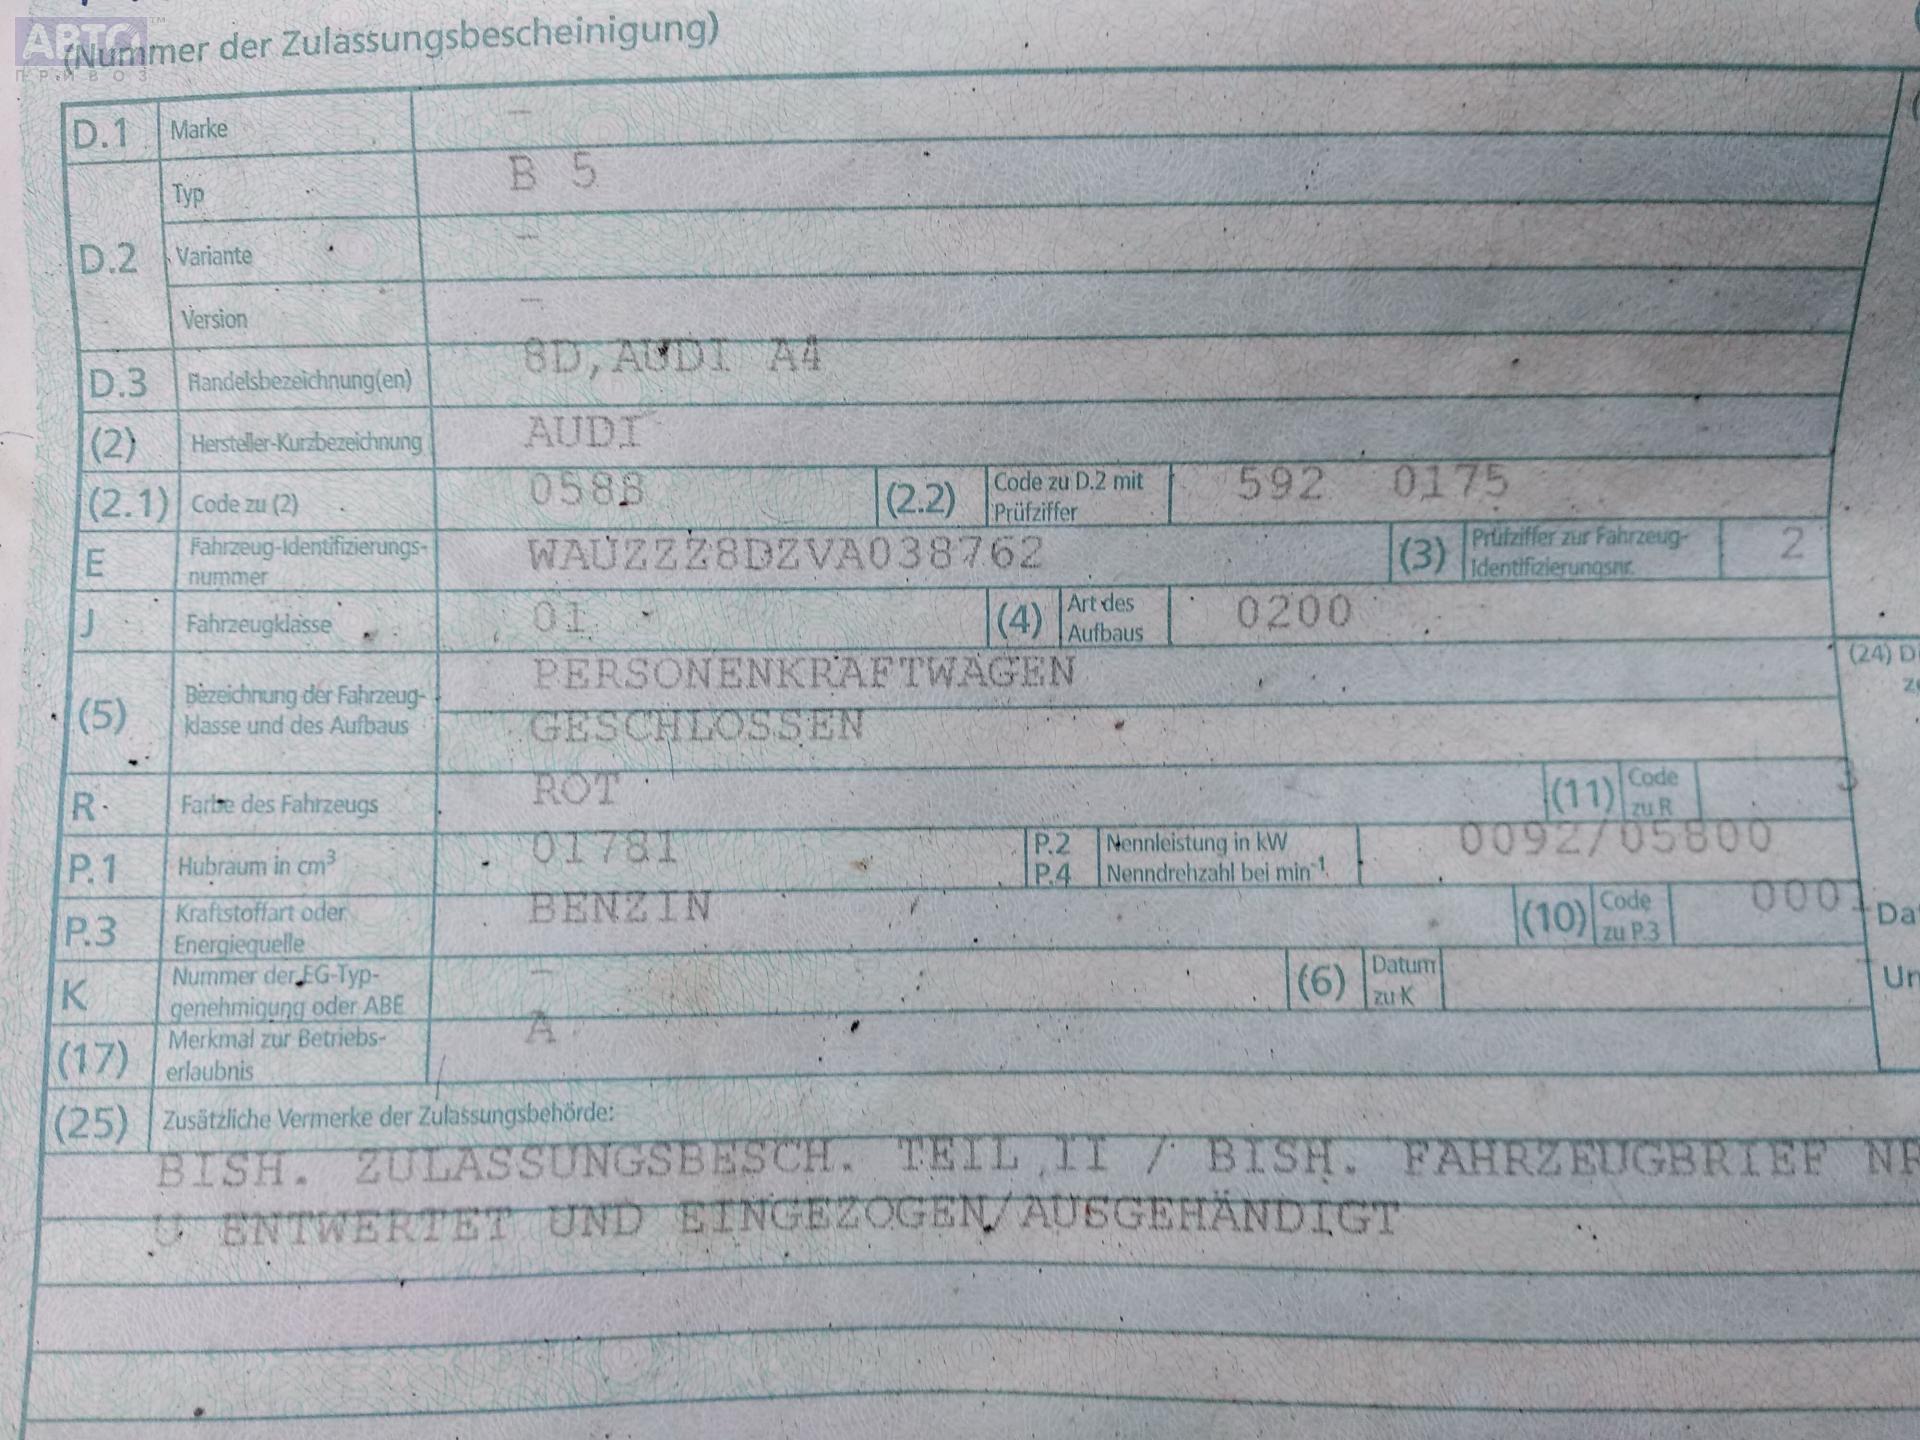 АВТО™
ПРИВОЗ
(Nummer der Zulassungsbescheinigung)
D.1 Marke –
D.2 Typ B 5
Variante –
Version –
D.3 Handelsbezeichnung(en) 8D,AUDI A4
(2) Hersteller-Kurzbezeichnung AUDI
(2.1) Code zu (2) 0588 (2.2) Code zu D.2 mit Prüfziffer 592 0175
E Fahrzeug-Identifizierungs-nummer WAUZZZ8DZVA038762 (3) Prüfziffer zur Fahrzeug-Identifizierungsnr. 2
J Fahrzeugklasse 01 (4) Art des Aufbaus 0200
(5) Bezeichnung der Fahrzeug-klasse und des Aufbaus PERSONENKRAFTWAGEN
GESCHLOSSEN
(24)
R Farbe des Fahrzeugs ROT (11) Code zu R 3
P.1 Hubraum in cm³ 01781 P.2 Nennleistung in kW P.4 Nenndrehzahl bei min⁻¹ 0092/05800
P.3 Kraftstoffart oder Energiequelle BENZIN (10) Code zu P.3 0001
K Nummer der EG-Typ-genehmigung oder ABE – (6) Datum zu K
(17) Merkmal zur Betriebs-erlaubnis A
(25) Zusätzliche Vermerke der Zulassungsbehörde:
BISH. ZULASSUNGSBESCH. TEIL II / BISH. FAHRZEUGBRIEF NR
U ENTWERTET UND EINGEZOGEN/AUSGEHÄNDIGT